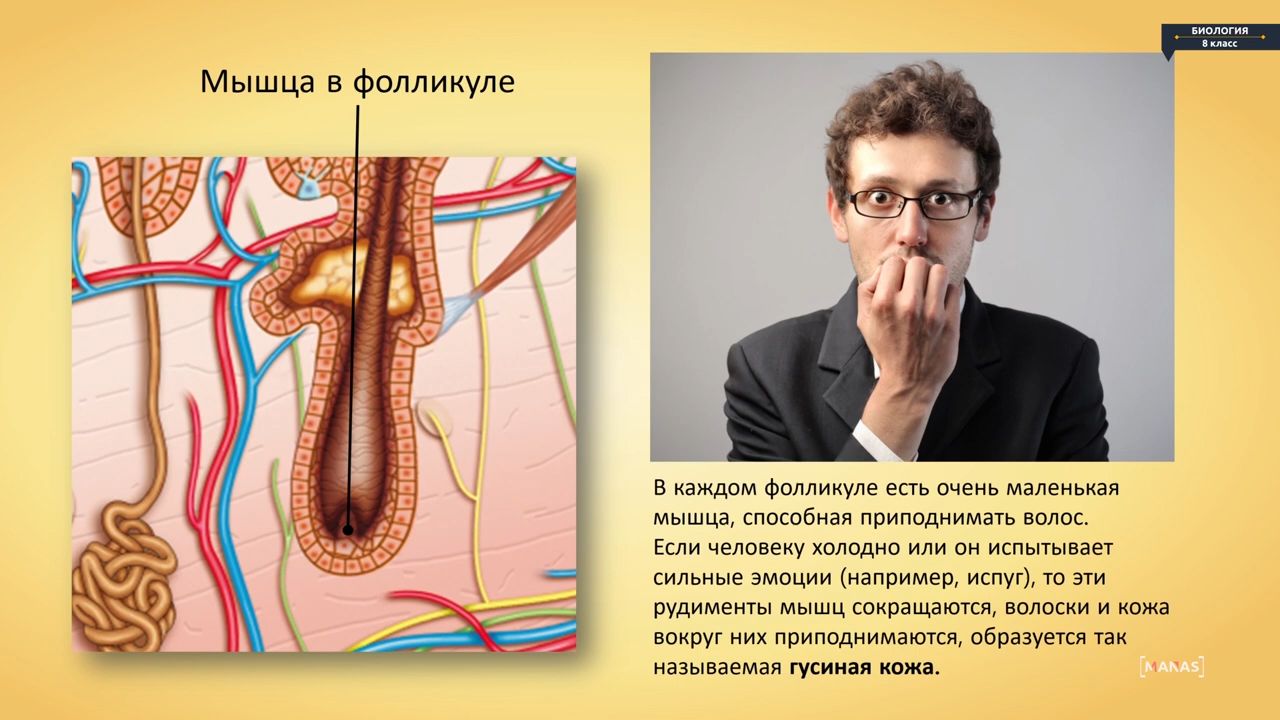 БИОЛОГИЯ
8 класс
Мышца в фолликуле
В каждом фолликуле есть очень маленькая
мышца, способная приподнимать волос.
Если человеку холодно или он испытывает
сильные эмоции (например, испуг), то эти
рудименты мышц сокращаются, волоски и кожа
вокруг них приподнимаются, образуется так
называемая гусиная кожа.
[MANAS]